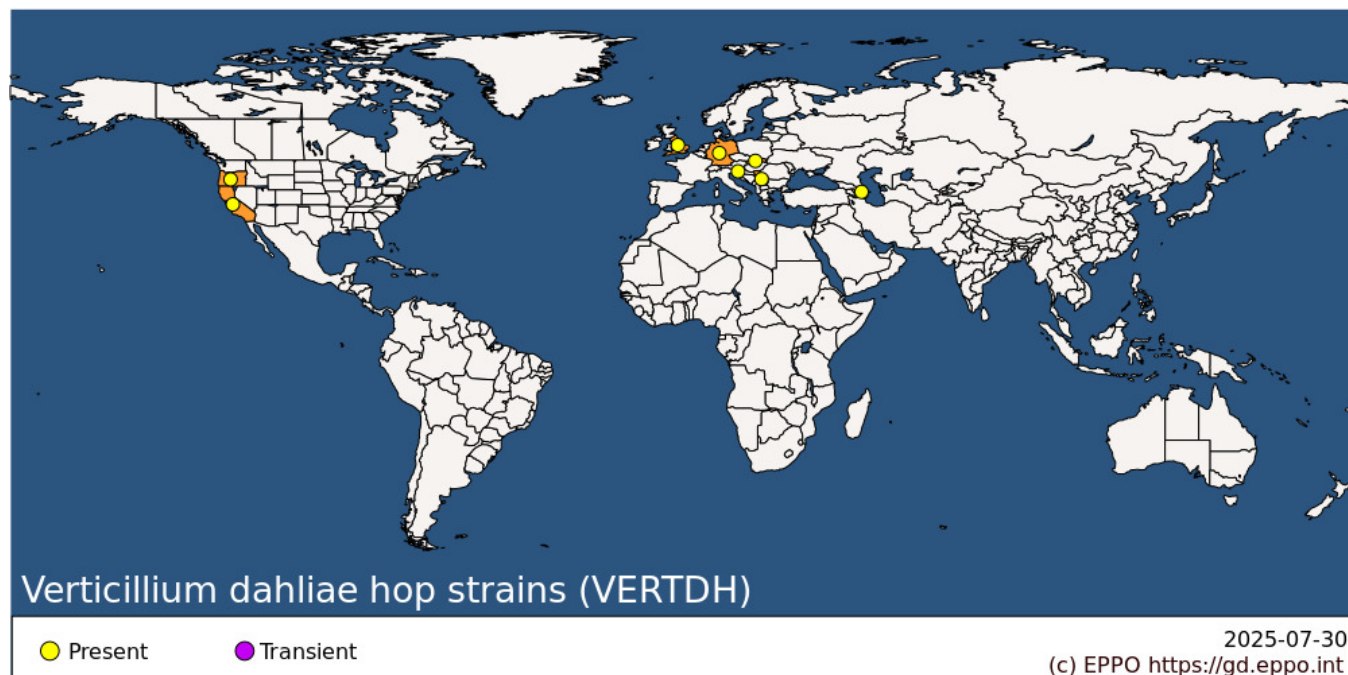 Verticillium dahliae hop strains (VERTDH)
Present
Transient
2025-07-30
(c) EPPO https://gd.eppo.int